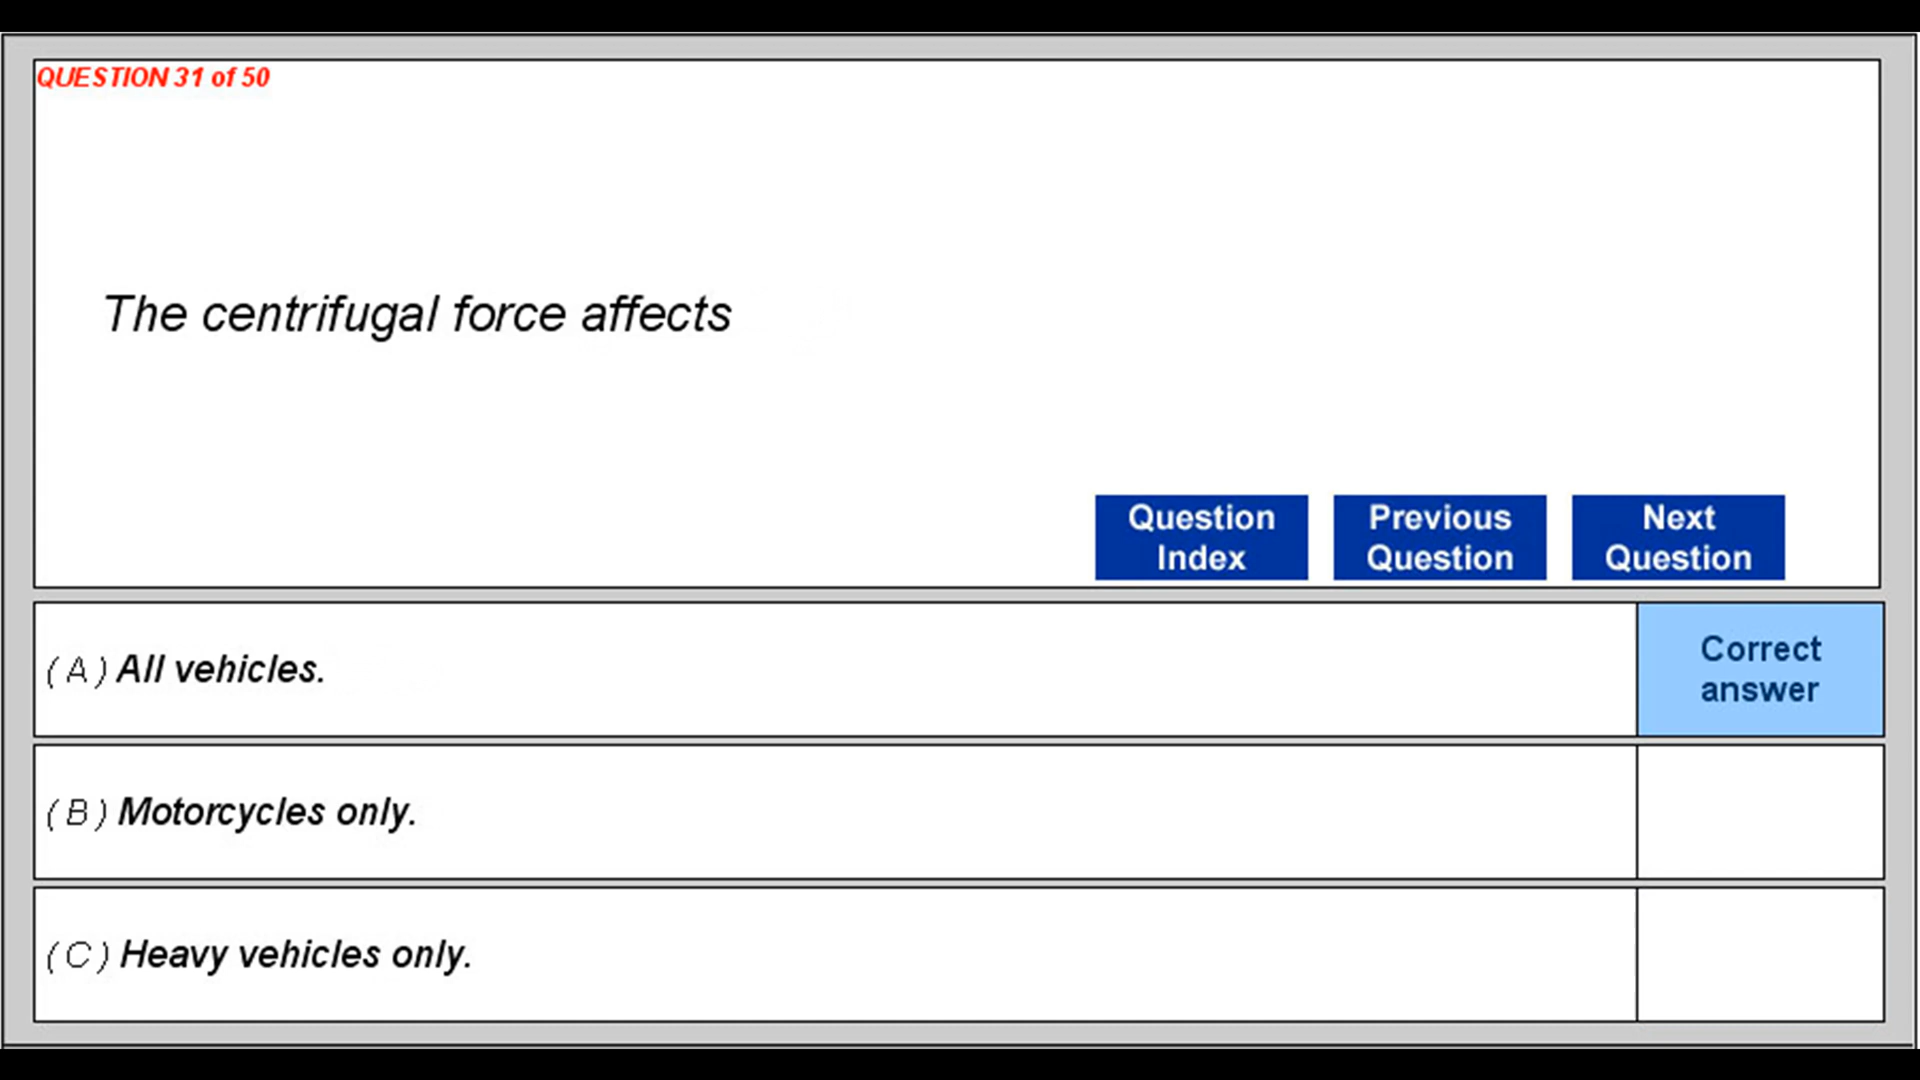 QUESTION 31 of 50
The centrifugal force affects
Question
Index
Previous
Question
Next
Question
(A) All vehicles.
Correct
answer
(B) Motorcycles only.
(C) Heavy vehicles only.